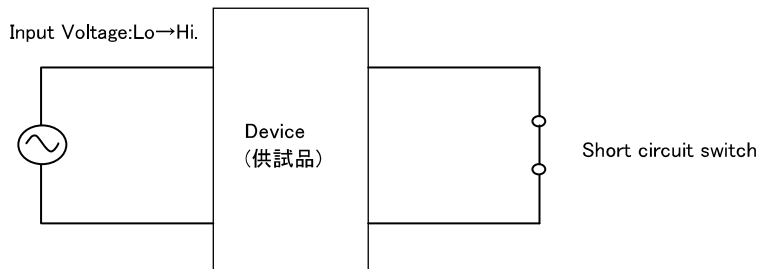 Input Voltage:Lo→Hi.
Device
(供試品)
Short circuit switch